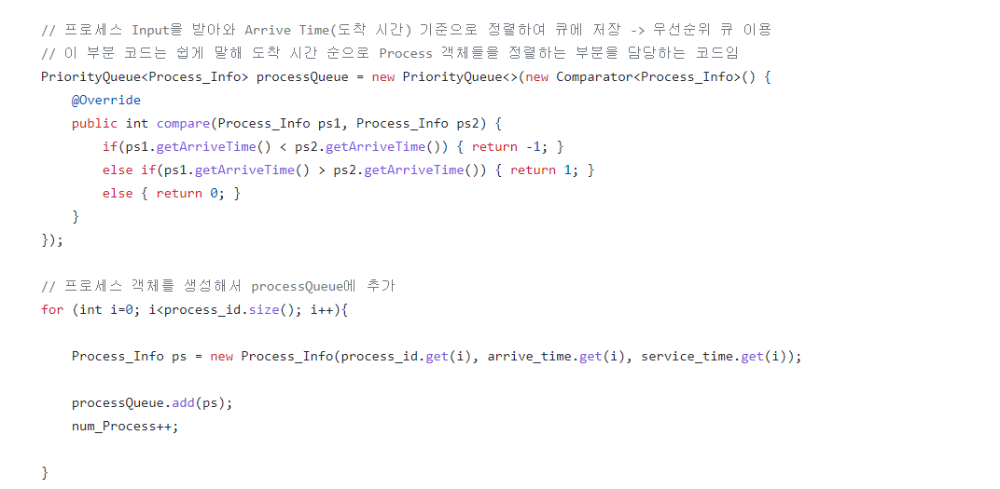 // 프로세스 Input을 받아와 Arrive Time(도착 시간) 기준으로 정렬하여 큐에 저장 -> 우선순위 큐 이용
// 이 부분 코드는 쉽게 말해 도착 시간 순으로 Process 객체들을 정렬하는 부분을 담당하는 코드임
PriorityQueue<Process_Info> processQueue = new PriorityQueue<>(new Comparator<Process_Info>() {
    @Override
    public int compare(Process_Info ps1, Process_Info ps2) {
        if(ps1.getArriveTime() < ps2.getArriveTime()) { return -1; }
        else if(ps1.getArriveTime() > ps2.getArriveTime()) { return 1; }
        else { return 0; }
    }
});
// 프로세스 객체를 생성해서 processQueue에 추가
for (int i=0; i<process_id.size(); i++){
    Process_Info ps = new Process_Info(process_id.get(i), arrive_time.get(i), service_time.get(i));
    processQueue.add(ps);
    num_Process++;
}